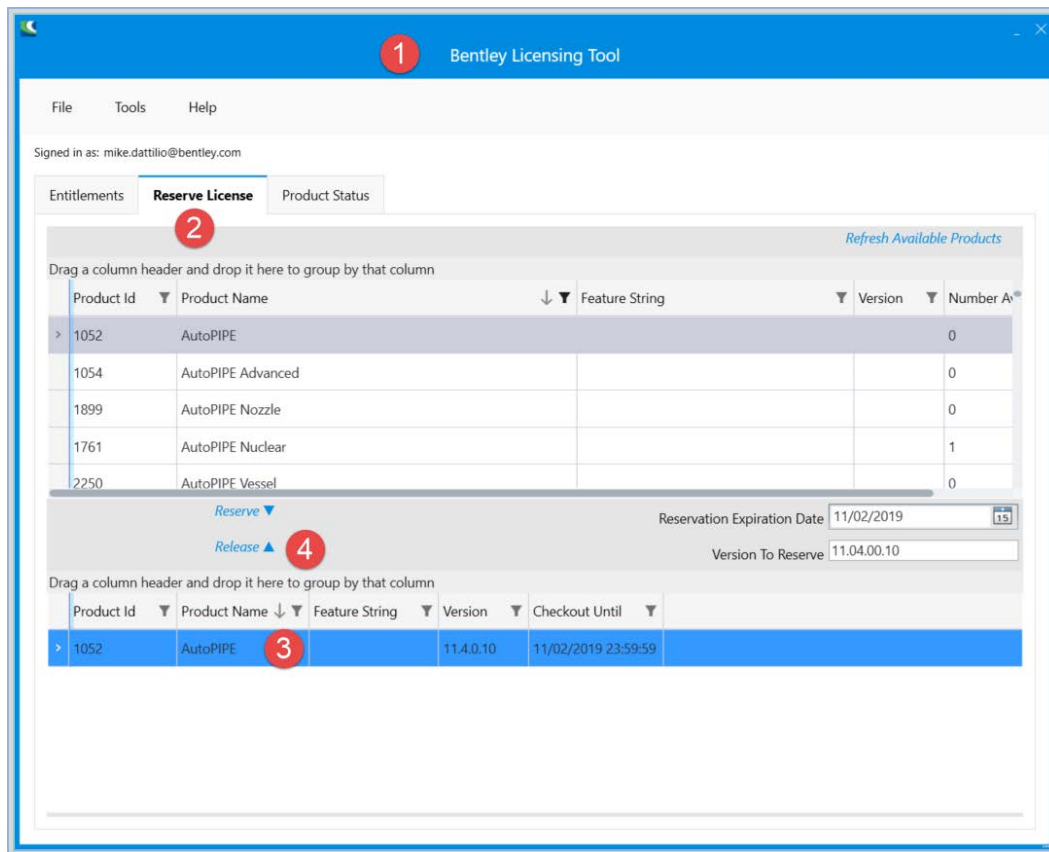 1
Bentley Licensing Tool
File Tools Help
Signed in as: mike.dattilio@bentley.com
Entitlements Reserve License Product Status
2
Refresh Available Products
Drag a column header and drop it here to group by that column
Product Id Product Name Feature String Version Number Av
1052 AutoPIPE 0
1054 AutoPIPE Advanced 0
1899 AutoPIPE Nozzle 0
1761 AutoPIPE Nuclear 1
2250 AutoPIPE Vessel 0
Reserve
Reservation Expiration Date 11/02/2019 15
Release 4
Version To Reserve 11.04.00.10
Drag a column header and drop it here to group by that column
Product Id Product Name Feature String Version Checkout Until
1052 AutoPIPE 3 11.4.0.10 11/02/2019 23:59:59